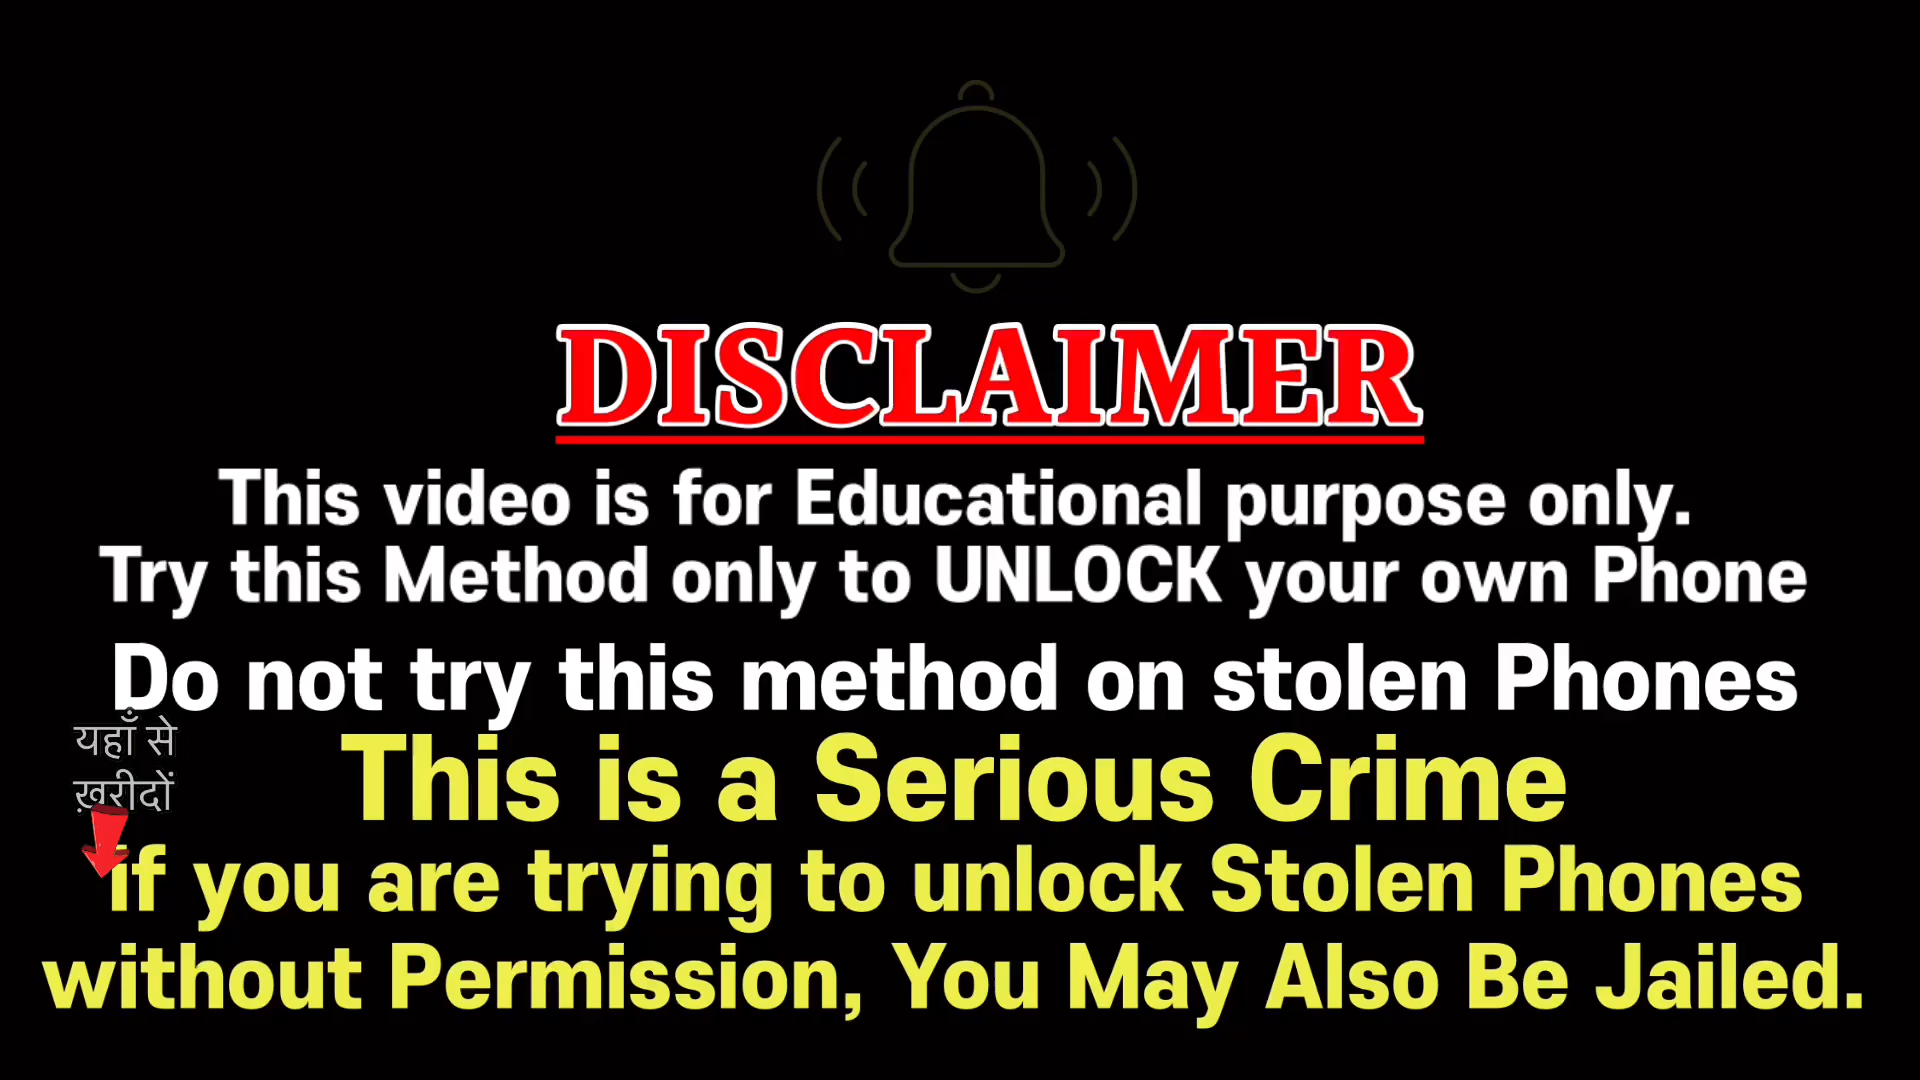 DISCLAIMER
This video is for Educational purpose only.
Try this Method only to UNLOCK your own Phone
Do not try this method on stolen Phones
यहाँ से
ख़रीदों
This is a Serious Crime
if you are trying to unlock Stolen Phones
without Permission, You May Also Be Jailed.